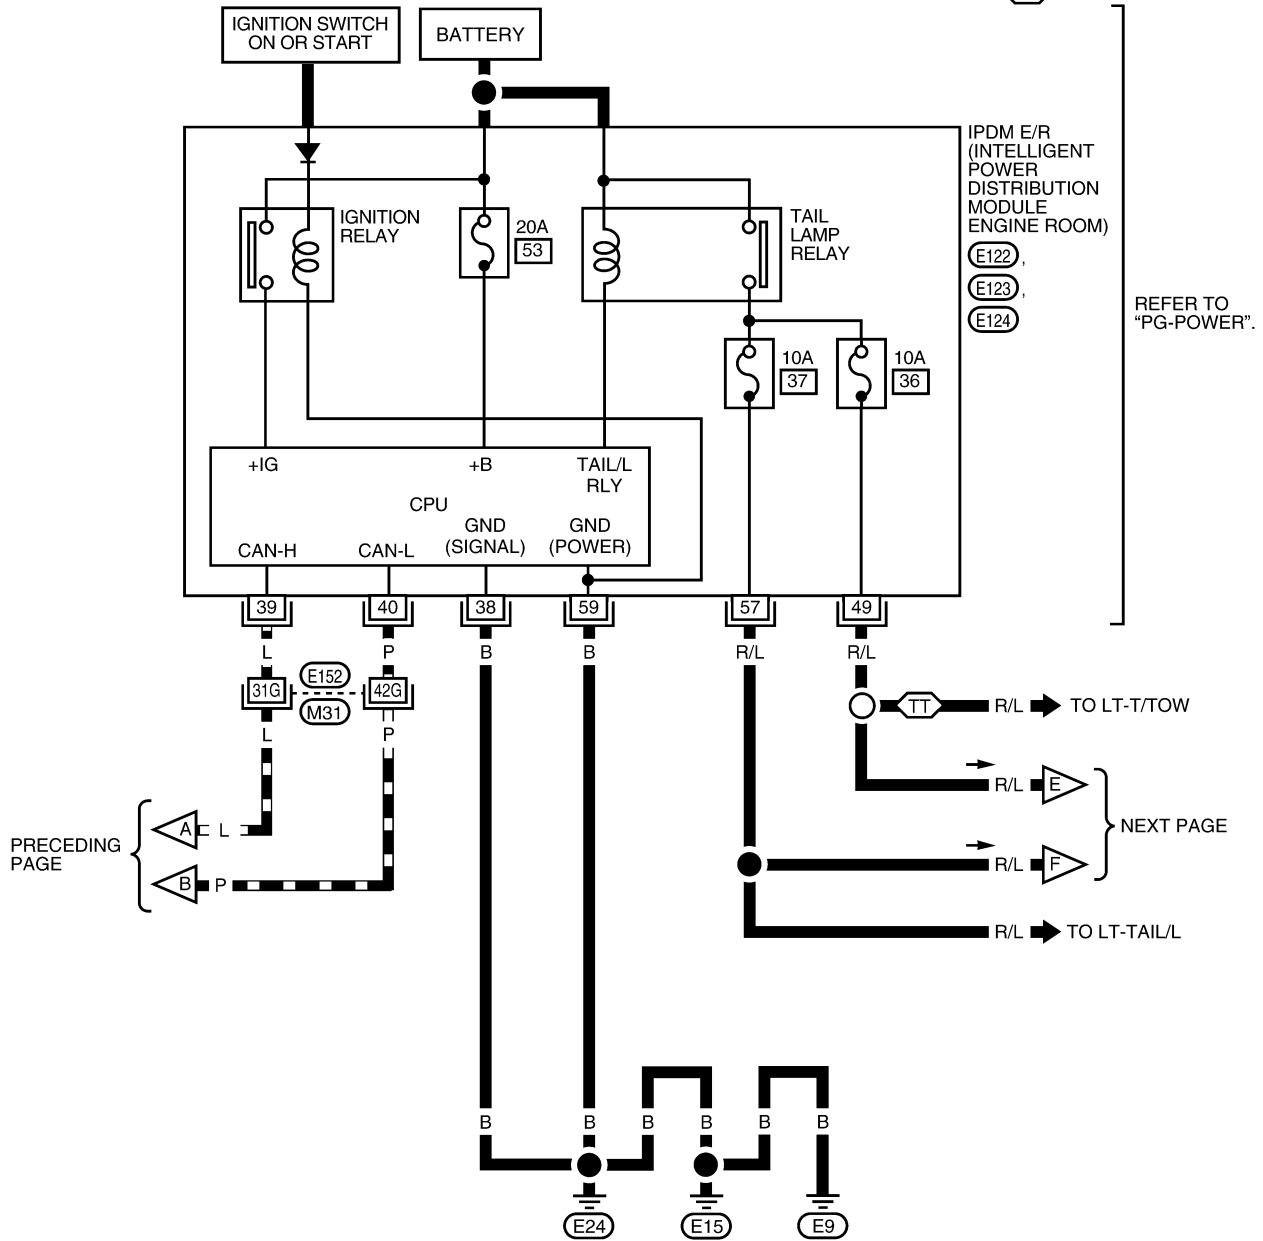 IGNITION SWITCH
ON OR START
BATTERY
IPDM E/R
(INTELLIGENT
POWER
DISTRIBUTION
MODULE
ENGINE ROOM)
E122 ,
E123 ,
E124
REFER TO
“PG-POWER”.
IGNITION
RELAY
20A
53
TAIL
LAMP
RELAY
10A
37
10A
36
+IG
+B
TAIL/L
RLY
CPU
GND
(SIGNAL)
GND
(POWER)
CAN-H
CAN-L
39
40
38
59
57
49
L
P
B
B
R/L
R/L
31G
E152
M31
42G
L
P
TT
R/L
TO LT-T/TOW
R/L
E
NEXT PAGE
R/L
F
R/L
TO LT-TAIL/L
PRECEDING
PAGE
A
L
B
P
B
B
B
B
B
B
E24
E15
E9